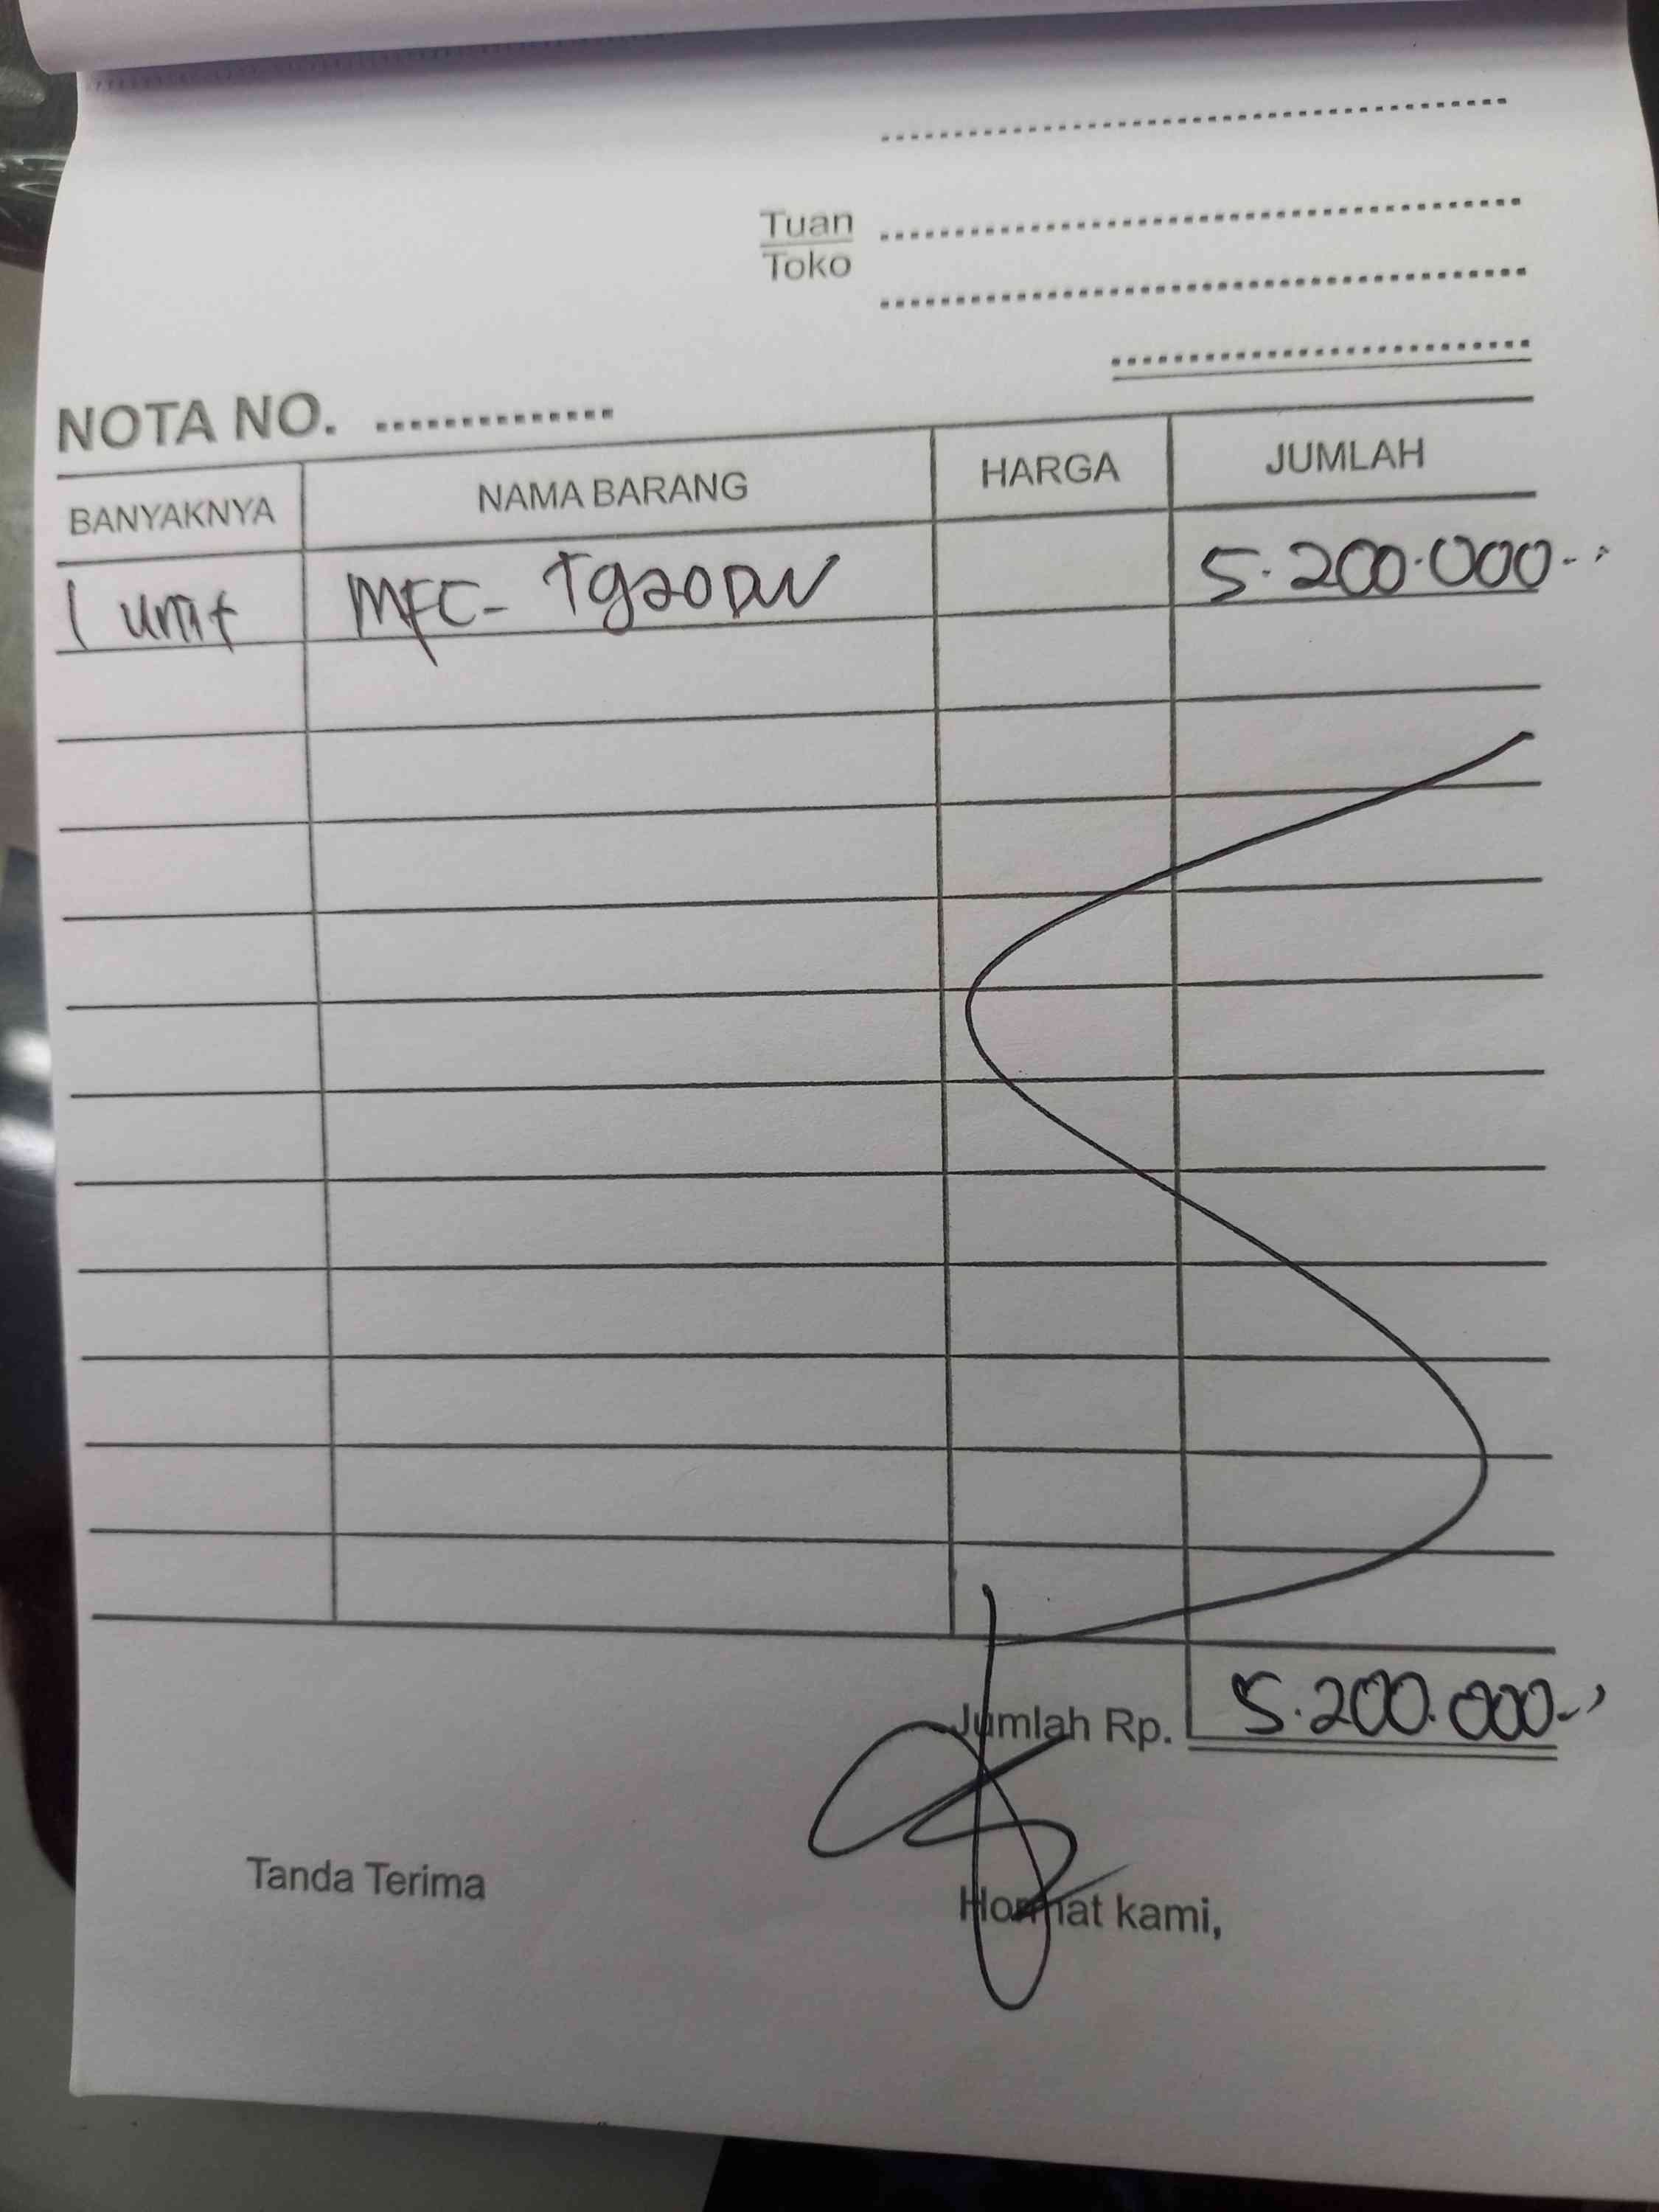 Tuan
Toko
NOTA NO.
BANYAKNYA NAMA BARANG HARGA JUMLAH
1 unit MFC- T920DW 5.200.000.-
Jumlah Rp. 5.200.000.-
Tanda Terima Hormat kami,